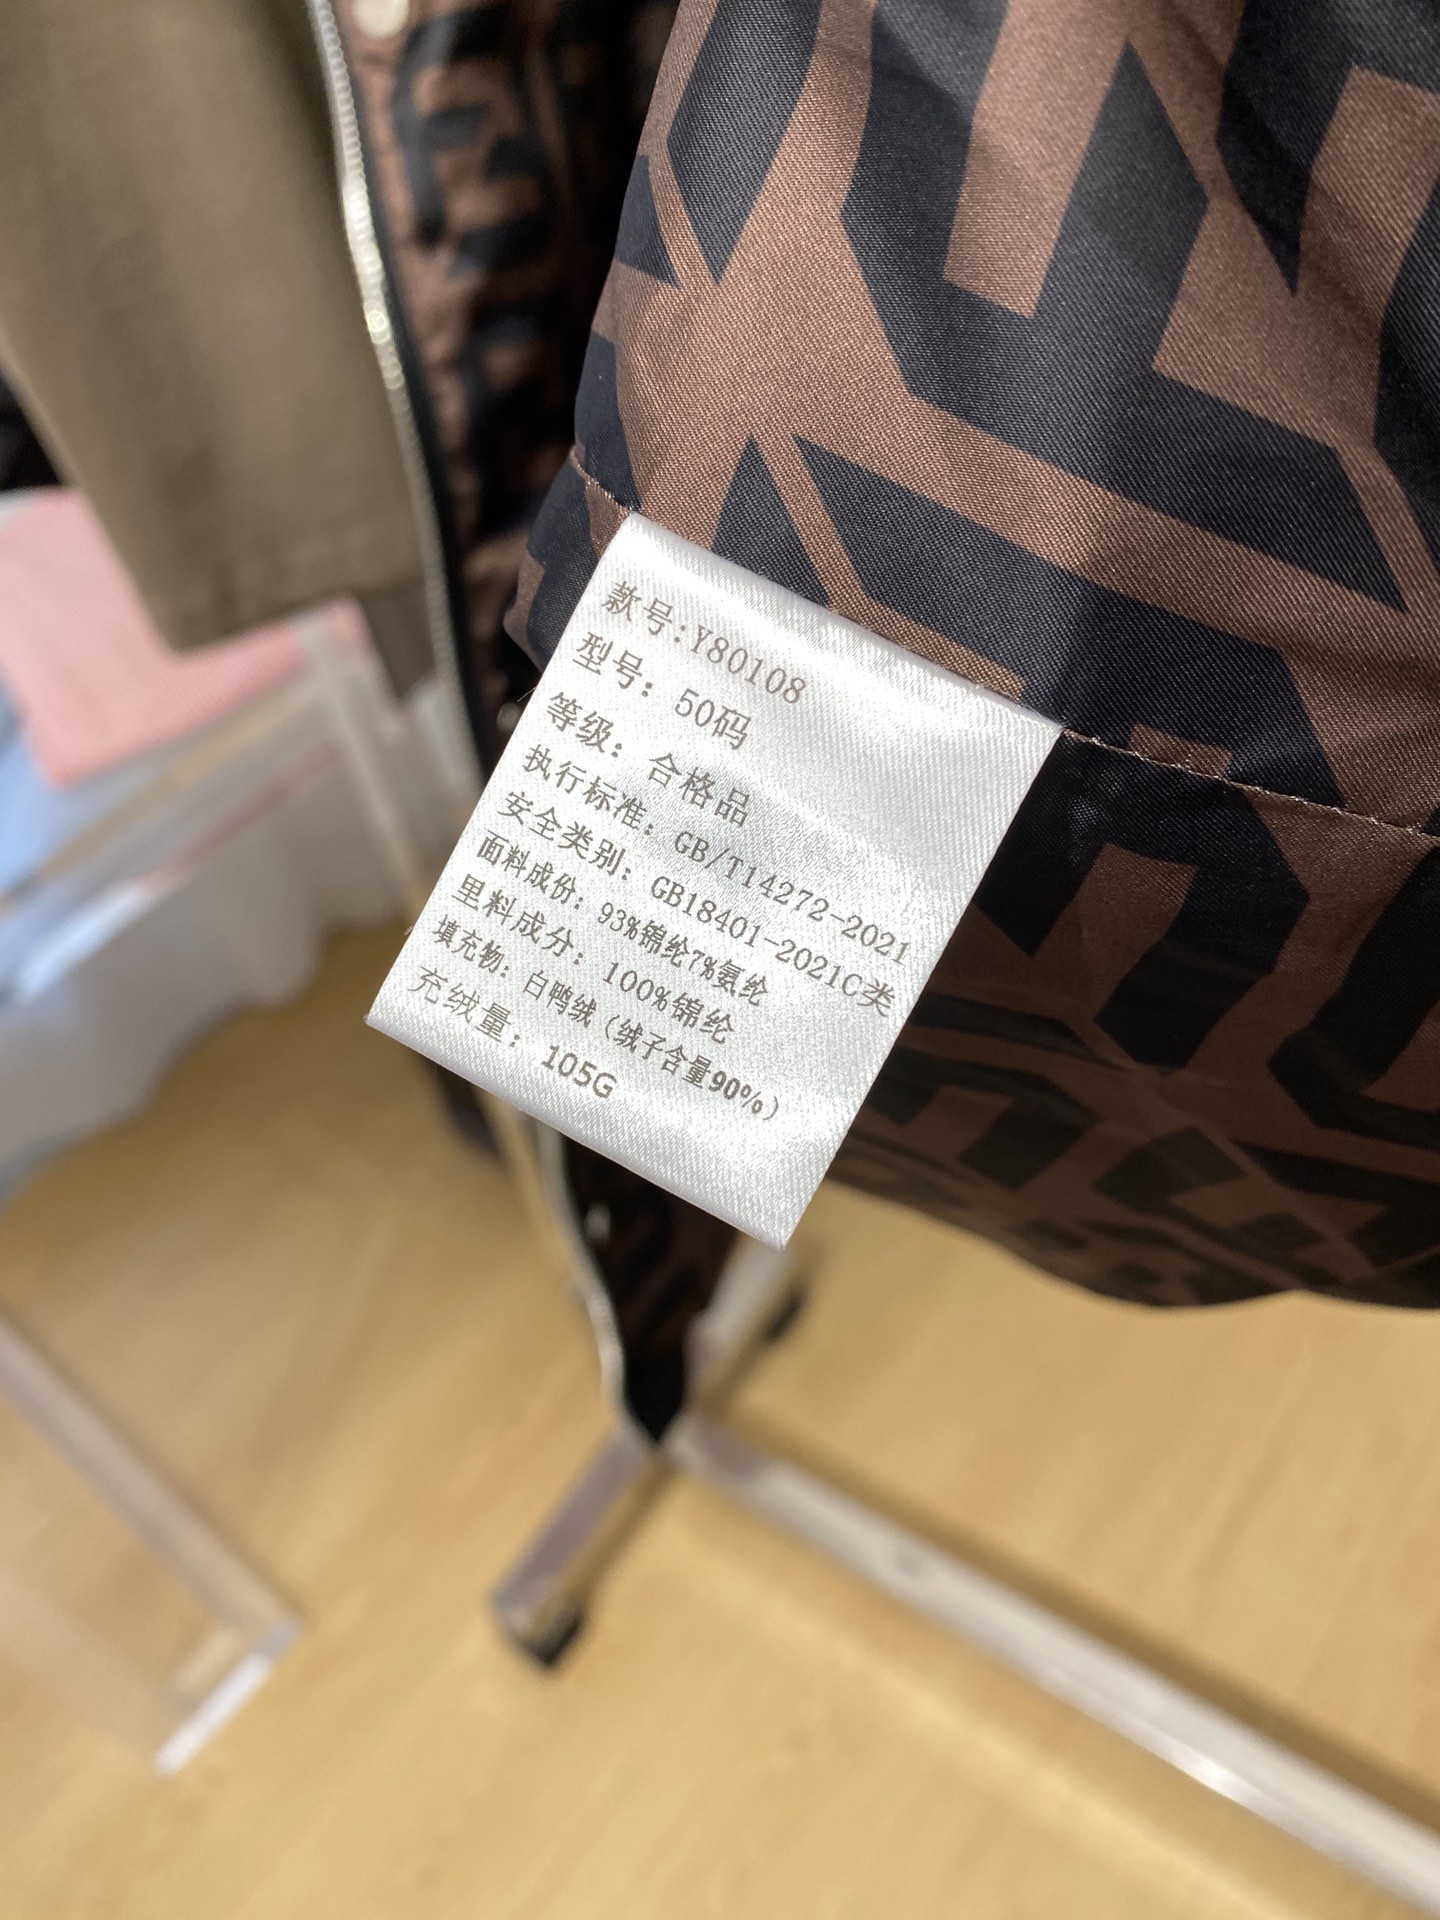 款号:Y80108
型号: 50码
等级: 合格品
执行标准: GB/T14272-2021
安全类别: GB18401-2021C类
面料成份: 93%锦纶7%氨纶
里料成分: 100%锦纶
填充物: 白鸭绒（绒子含量90%）
充绒量: 105G